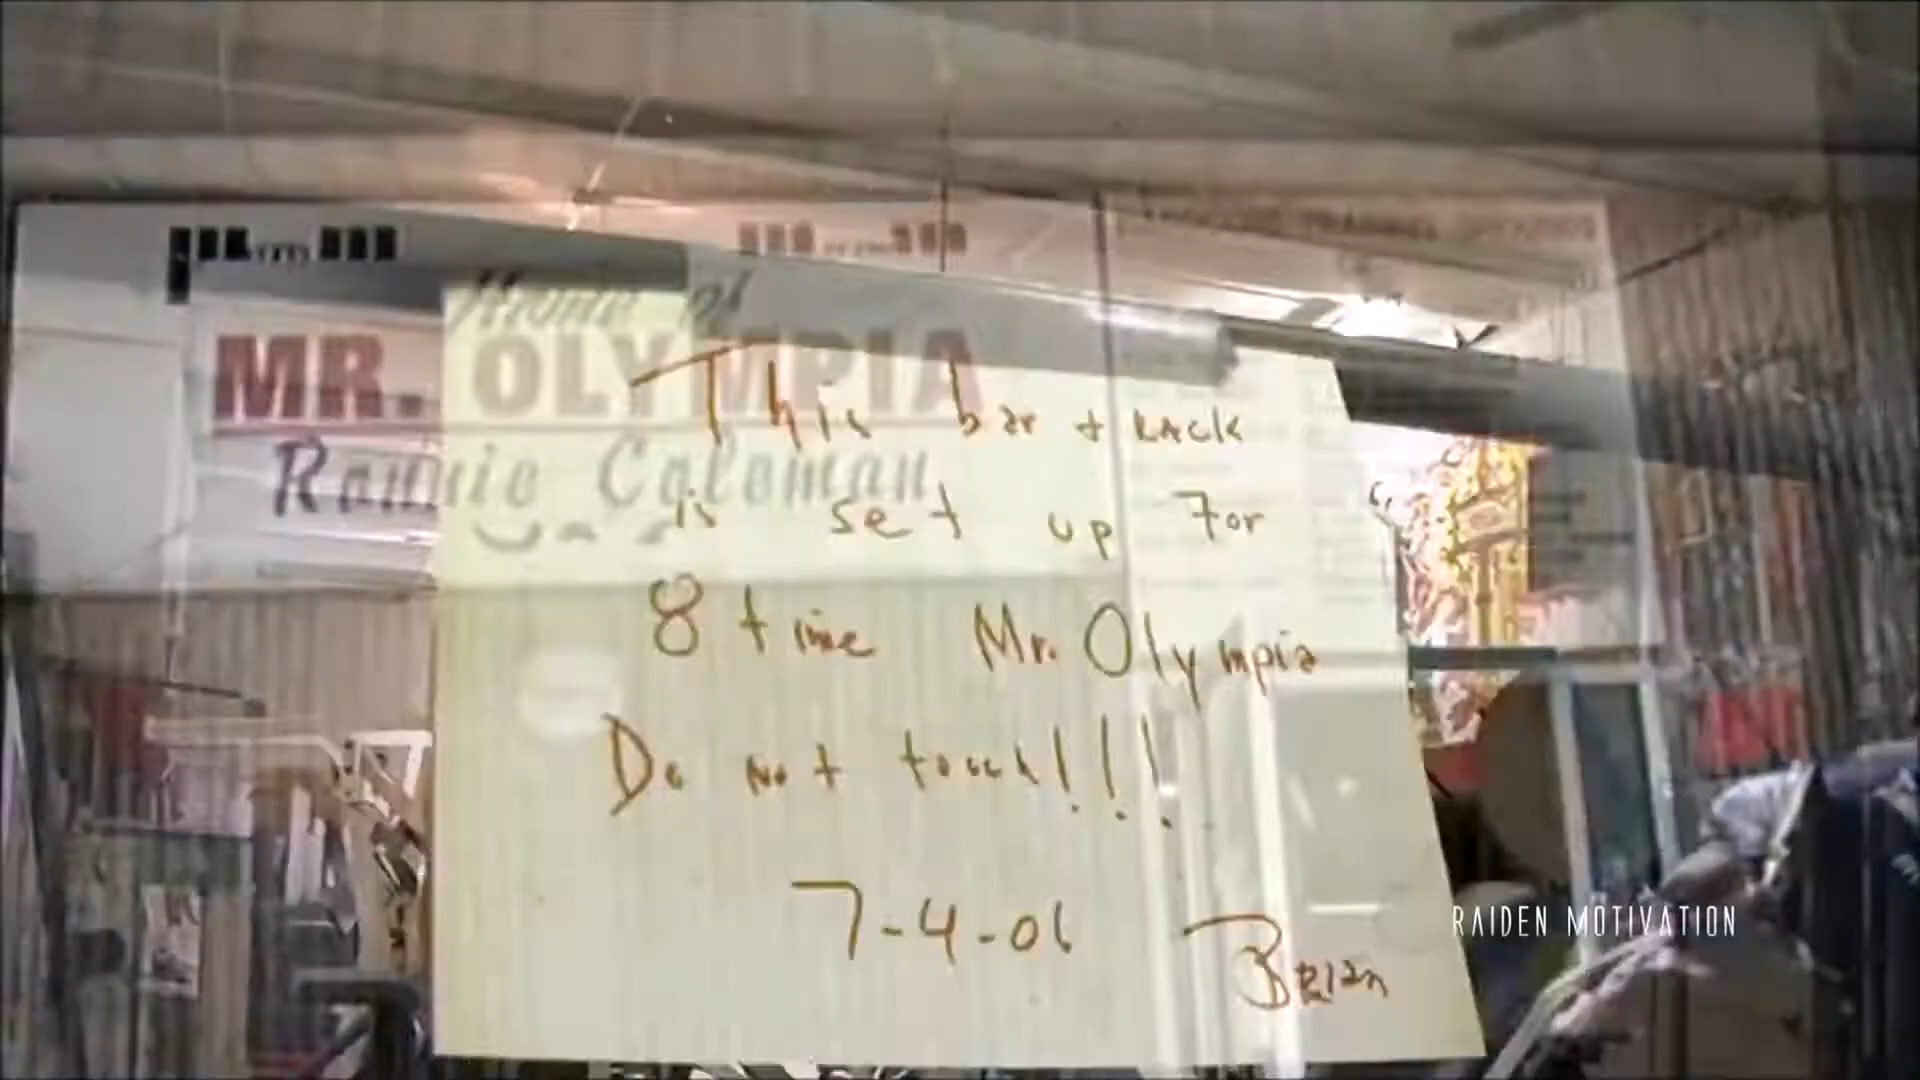 Home of
MR. OLYMPIA
Ronnie Coleman
This bar + Rack
is set up for
8 time Mr. Olympia
Do not touch!!!
7-4-06 Brian
RAIDEN MOTIVATION